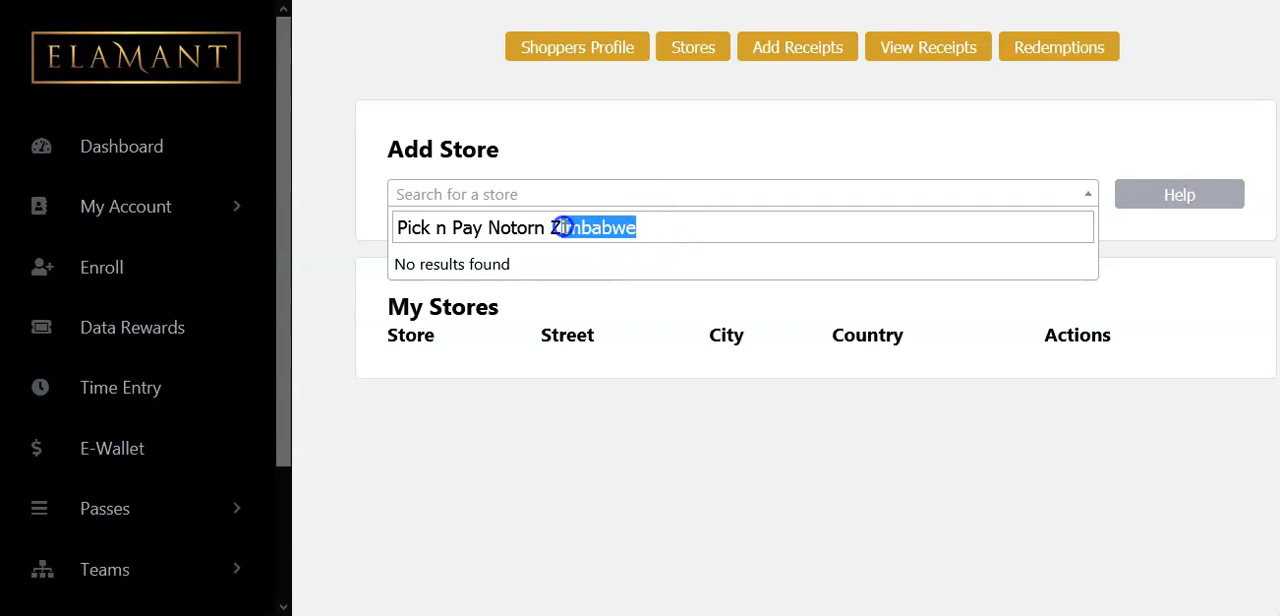 ELAMANT
Dashboard
My Account
Enroll
Data Rewards
Time Entry
E-Wallet
Passes
Teams
Shoppers Profile
Stores
Add Receipts
View Receipts
Redemptions
Add Store
Search for a store
Help
Pick n Pay Notorn Zimbabwe
No results found
My Stores
Store Street City Country Actions